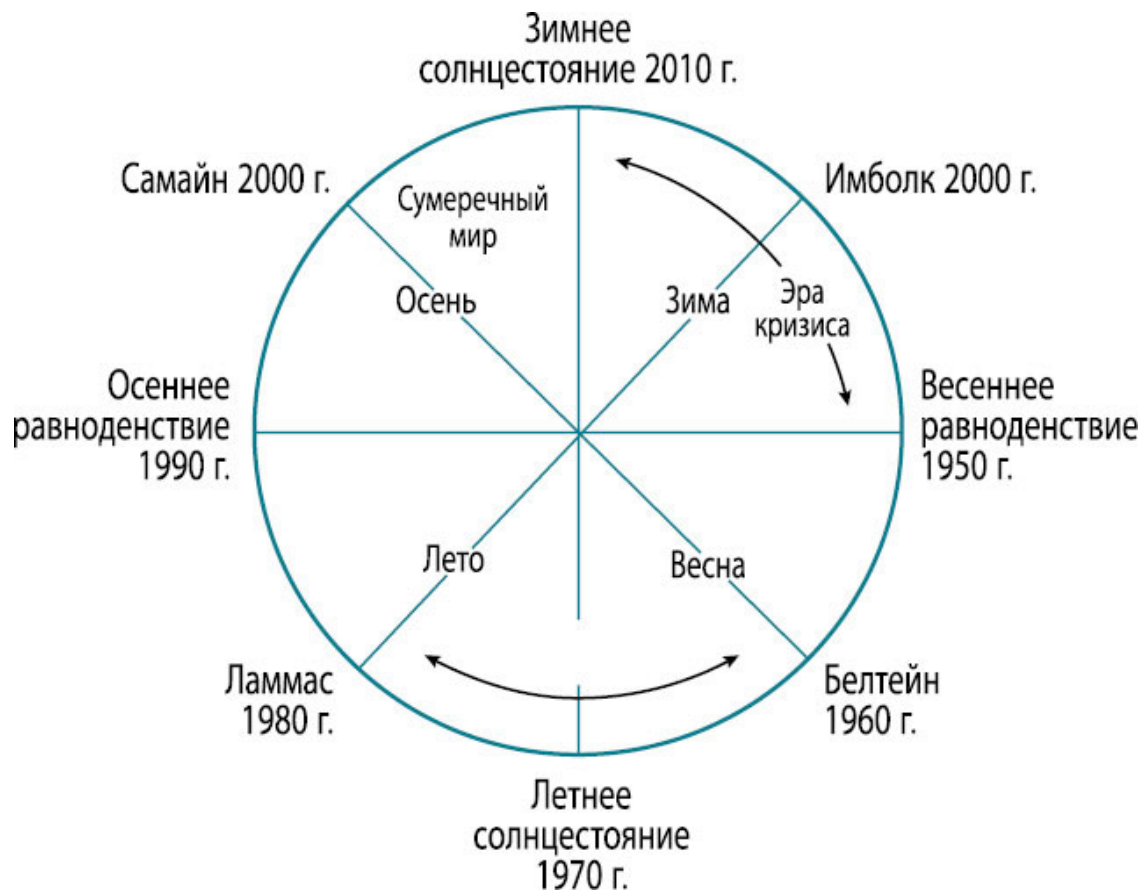 Зимнее
солнцестояние 2010 г.
Самайн 2000 г.
Имболк 2000 г.
Сумеречный
мир
Осень
Зима
Эра
кризиса
Осеннее
равноденствие
1990 г.
Весеннее
равноденствие
1950 г.
Лето
Весна
Ламмас
1980 г.
Белтейн
1960 г.
Летнее
солнцестояние
1970 г.